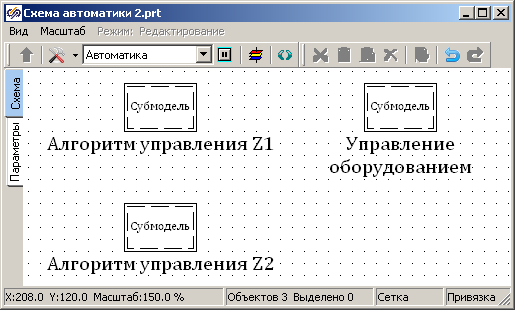 Схема автоматики 2.prt
Вид Масштаб Режим: Редактирование
Автоматика
Схема
Параметры
Субмодель
Алгоритм управления Z1
Субмодель
Управление
оборудованием
Субмодель
Алгоритм управления Z2
X:208.0 Y:120.0 Масштаб:150.0 % Объектов 3 Выделено 0 Сетка Привязка